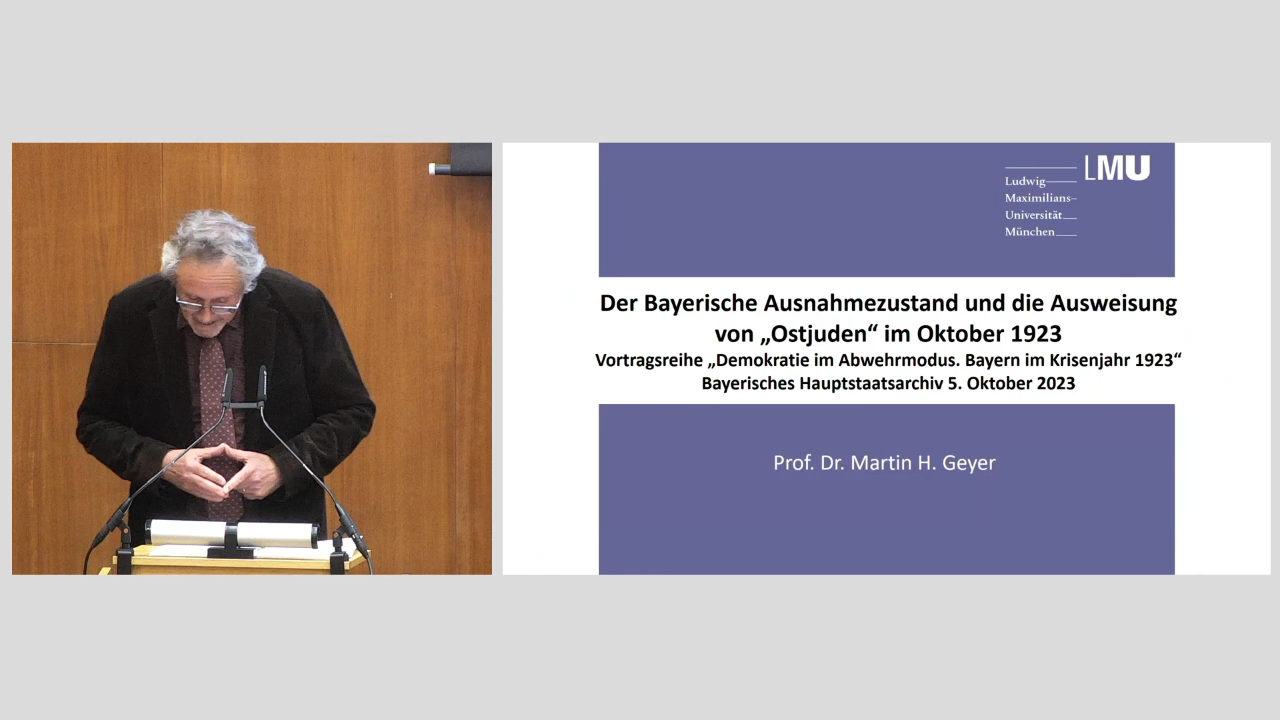 LMU
Ludwig
Maximilians
Universität
München
Der Bayerische Ausnahmezustand und die Ausweisung
von „Ostjuden“ im Oktober 1923
Vortragsreihe „Demokratie im Abwehrmodus. Bayern im Krisenjahr 1923“
Bayerisches Hauptstaatsarchiv 5. Oktober 2023
Prof. Dr. Martin H. Geyer